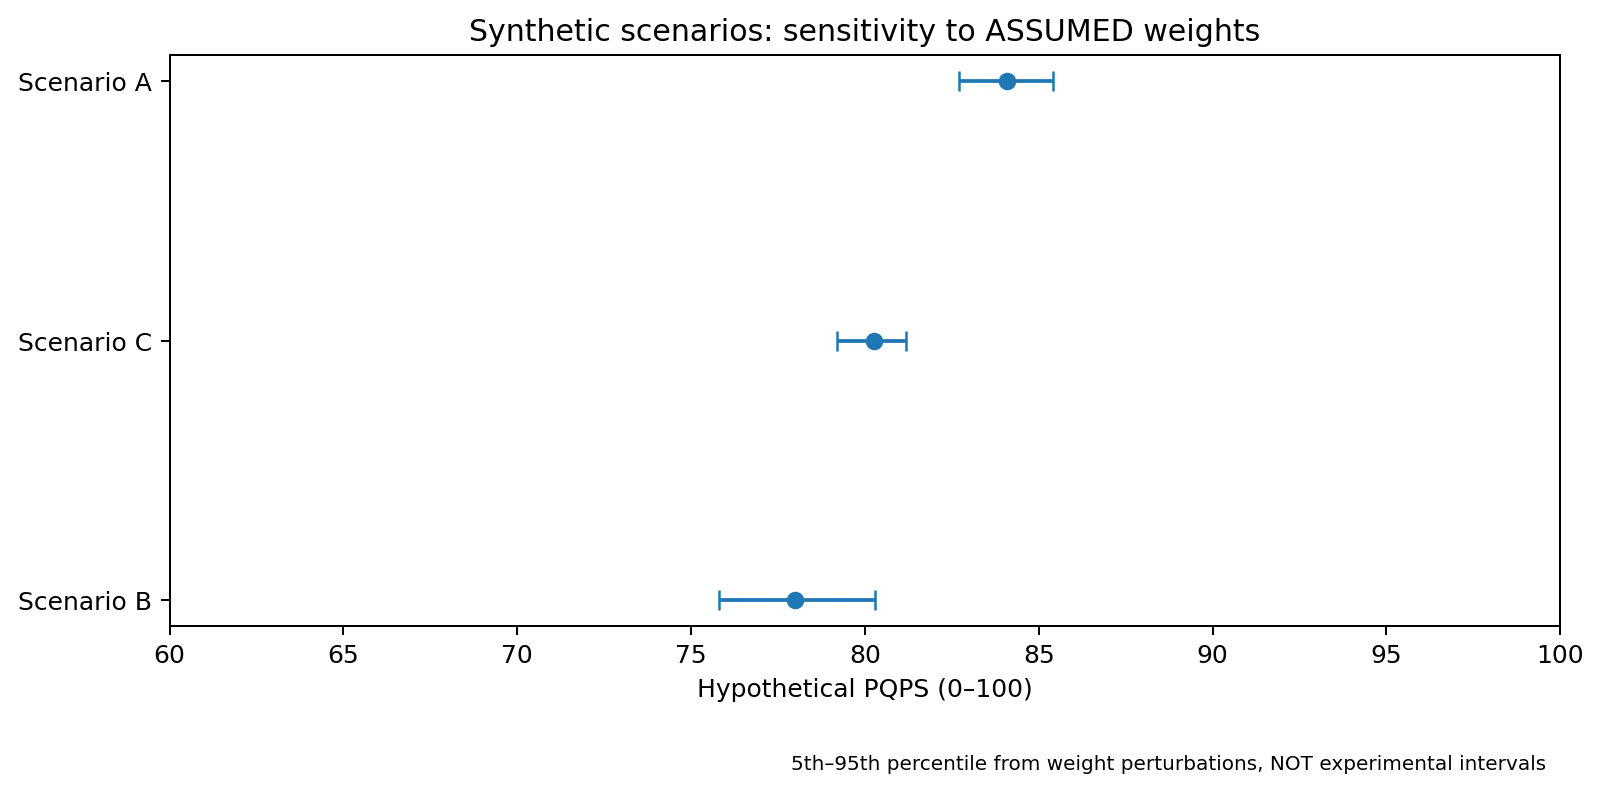 Synthetic scenarios: sensitivity to ASSUMED weights
Scenario A
Scenario C
Scenario B
60 65 70 75 80 85 90 95 100
Hypothetical PQPS (0–100)
5th–95th percentile from weight perturbations, NOT experimental intervals